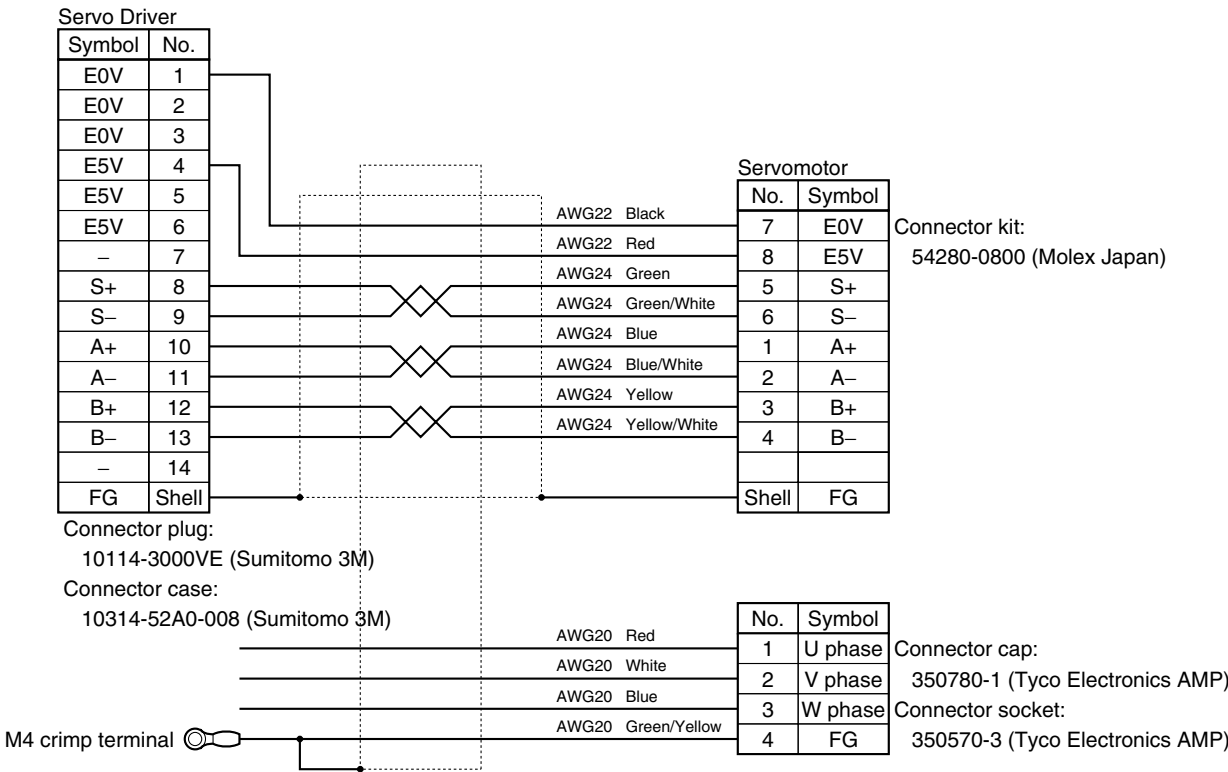 Servo Driver
Symbol No.
E0V 1
E0V 2
E0V 3
E5V 4
E5V 5
E5V 6
– 7
S+ 8
S− 9
A+ 10
A− 11
B+ 12
B− 13
– 14
FG Shell
Connector plug:
10114-3000VE (Sumitomo 3M)
Connector case:
10314-52A0-008 (Sumitomo 3M)
AWG22 Black
AWG22 Red
AWG24 Green
AWG24 Green/White
AWG24 Blue
AWG24 Blue/White
AWG24 Yellow
AWG24 Yellow/White
Servomotor
No. Symbol
7 E0V
8 E5V
5 S+
6 S−
1 A+
2 A−
3 B+
4 B−
Shell FG
Connector kit:
54280-0800 (Molex Japan)
AWG20 Red
AWG20 White
AWG20 Blue
AWG20 Green/Yellow
M4 crimp terminal
No. Symbol
1 U phase
2 V phase
3 W phase
4 FG
Connector cap:
350780-1 (Tyco Electronics AMP)
Connector socket:
350570-3 (Tyco Electronics AMP)